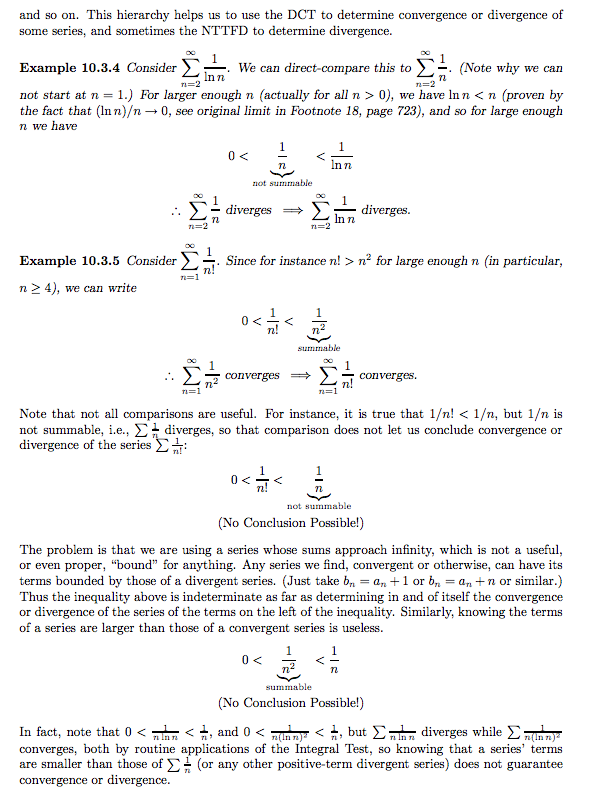 and so on. This hierarchy helps us to use the DCT to determine convergence or divergence of
some series, and sometimes the NTTFD to determine divergence.
Example 10.3.4 Consider $\sum_{n=2}^{\infty} \frac{1}{\ln n}$. We can direct-compare this to $\sum_{n=2}^{\infty} \frac{1}{n}$. (Note why we can
not start at n = 1.) For larger enough n (actually for all n > 0), we have ln n < n (proven by
the fact that (ln n)/n → 0, see original limit in Footnote 18, page 723), and so for large enough
n we have
$0 < \underbrace{\frac{1}{n}}_{\text{not summable}} < \frac{1}{\ln n}$
$\therefore \sum_{n=2}^{\infty} \frac{1}{n}$ diverges $\Longrightarrow \sum_{n=2}^{\infty} \frac{1}{\ln n}$ diverges.
Example 10.3.5 Consider $\sum_{n=1}^{\infty} \frac{1}{n!}$. Since for instance n! > n² for large enough n (in particular,
n ≥ 4), we can write
$0 < \frac{1}{n!} < \underbrace{\frac{1}{n^2}}_{\text{summable}}$
$\therefore \sum_{n=1}^{\infty} \frac{1}{n^2}$ converges $\Longrightarrow \sum_{n=1}^{\infty} \frac{1}{n!}$ converges.
Note that not all comparisons are useful. For instance, it is true that 1/n! < 1/n, but 1/n is
not summable, i.e., $\sum \frac{1}{n}$ diverges, so that comparison does not let us conclude convergence or
divergence of the series $\sum \frac{1}{n!}$:
$0 < \frac{1}{n!} < \underbrace{\frac{1}{n}}_{\text{not summable}}$
(No Conclusion Possible!)
The problem is that we are using a series whose sums approach infinity, which is not a useful,
or even proper, “bound” for anything. Any series we find, convergent or otherwise, can have its
terms bounded by those of a divergent series. (Just take $b_n = a_n + 1$ or $b_n = a_n + n$ or similar.)
Thus the inequality above is indeterminate as far as determining in and of itself the convergence
or divergence of the series of the terms on the left of the inequality. Similarly, knowing the terms
of a series are larger than those of a convergent series is useless.
$0 < \underbrace{\frac{1}{n^2}}_{\text{summable}} < \frac{1}{n}$
(No Conclusion Possible!)
In fact, note that $0 < \frac{1}{n \ln n} < \frac{1}{n}$, and $0 < \frac{1}{n(\ln n)^2} < \frac{1}{n}$, but $\sum \frac{1}{n \ln n}$ diverges while $\sum \frac{1}{n(\ln n)^2}$
converges, both by routine applications of the Integral Test, so knowing that a series’ terms
are smaller than those of $\sum \frac{1}{n}$ (or any other positive-term divergent series) does not guarantee
convergence or divergence.